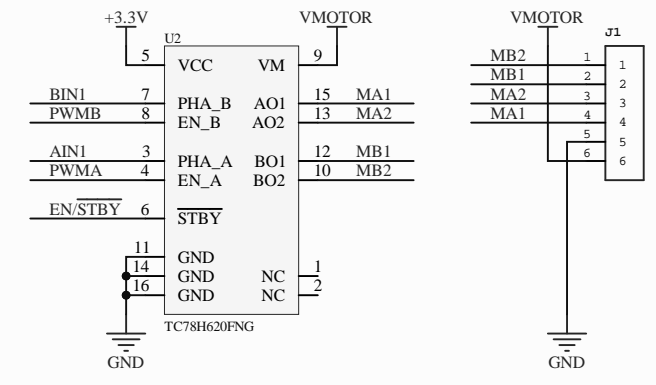 +3.3V
VMOTOR
VMOTOR
U2
J1
5 VCC
VM 9
BIN1 7 PHA_B
AO1 15 MA1
PWMB 8 EN_B
AO2 13 MA2
AIN1 3 PHA_A
BO1 12 MB1
PWMA 4 EN_A
BO2 10 MB2
EN/STBY 6 STBY
11 GND
14 GND
NC 1
16 GND
NC 2
TC78H620FNG
GND
MB2 1 1
MB1 2 2
MA2 3 3
MA1 4 4
5 5
6 6
GND